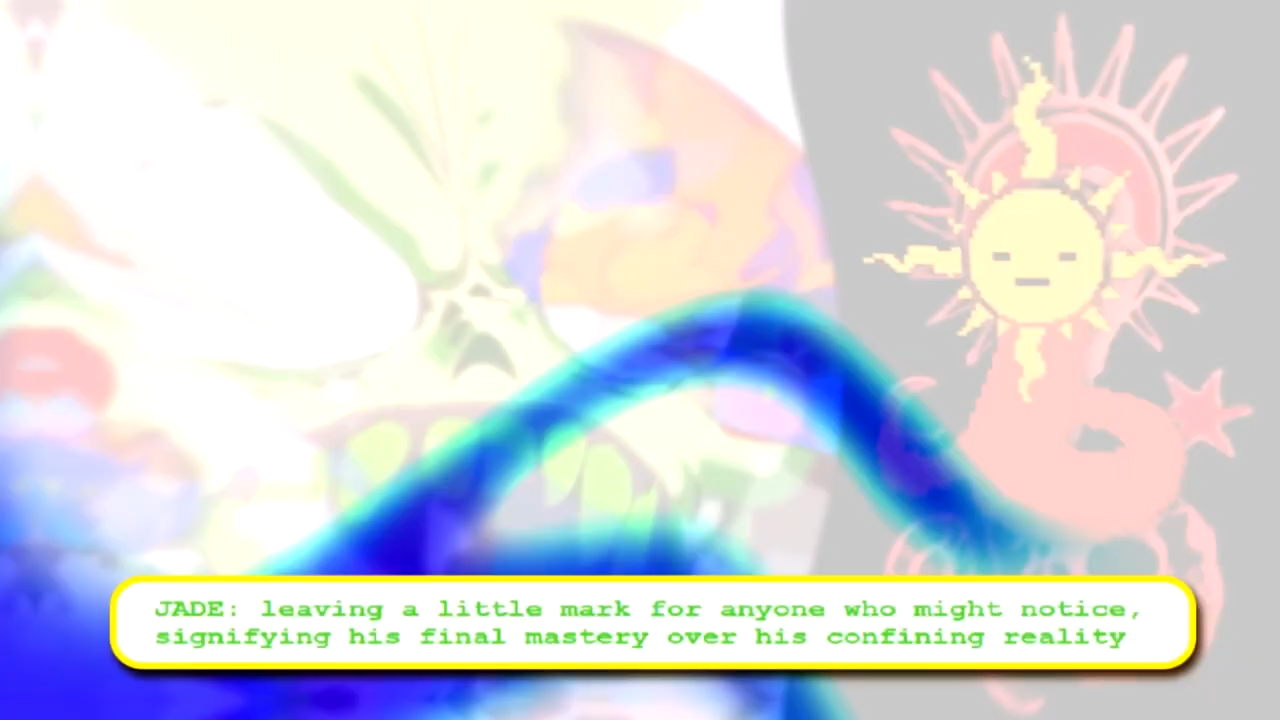 JADE: leaving a little mark for anyone who might notice,
signifying his final mastery over his confining reality